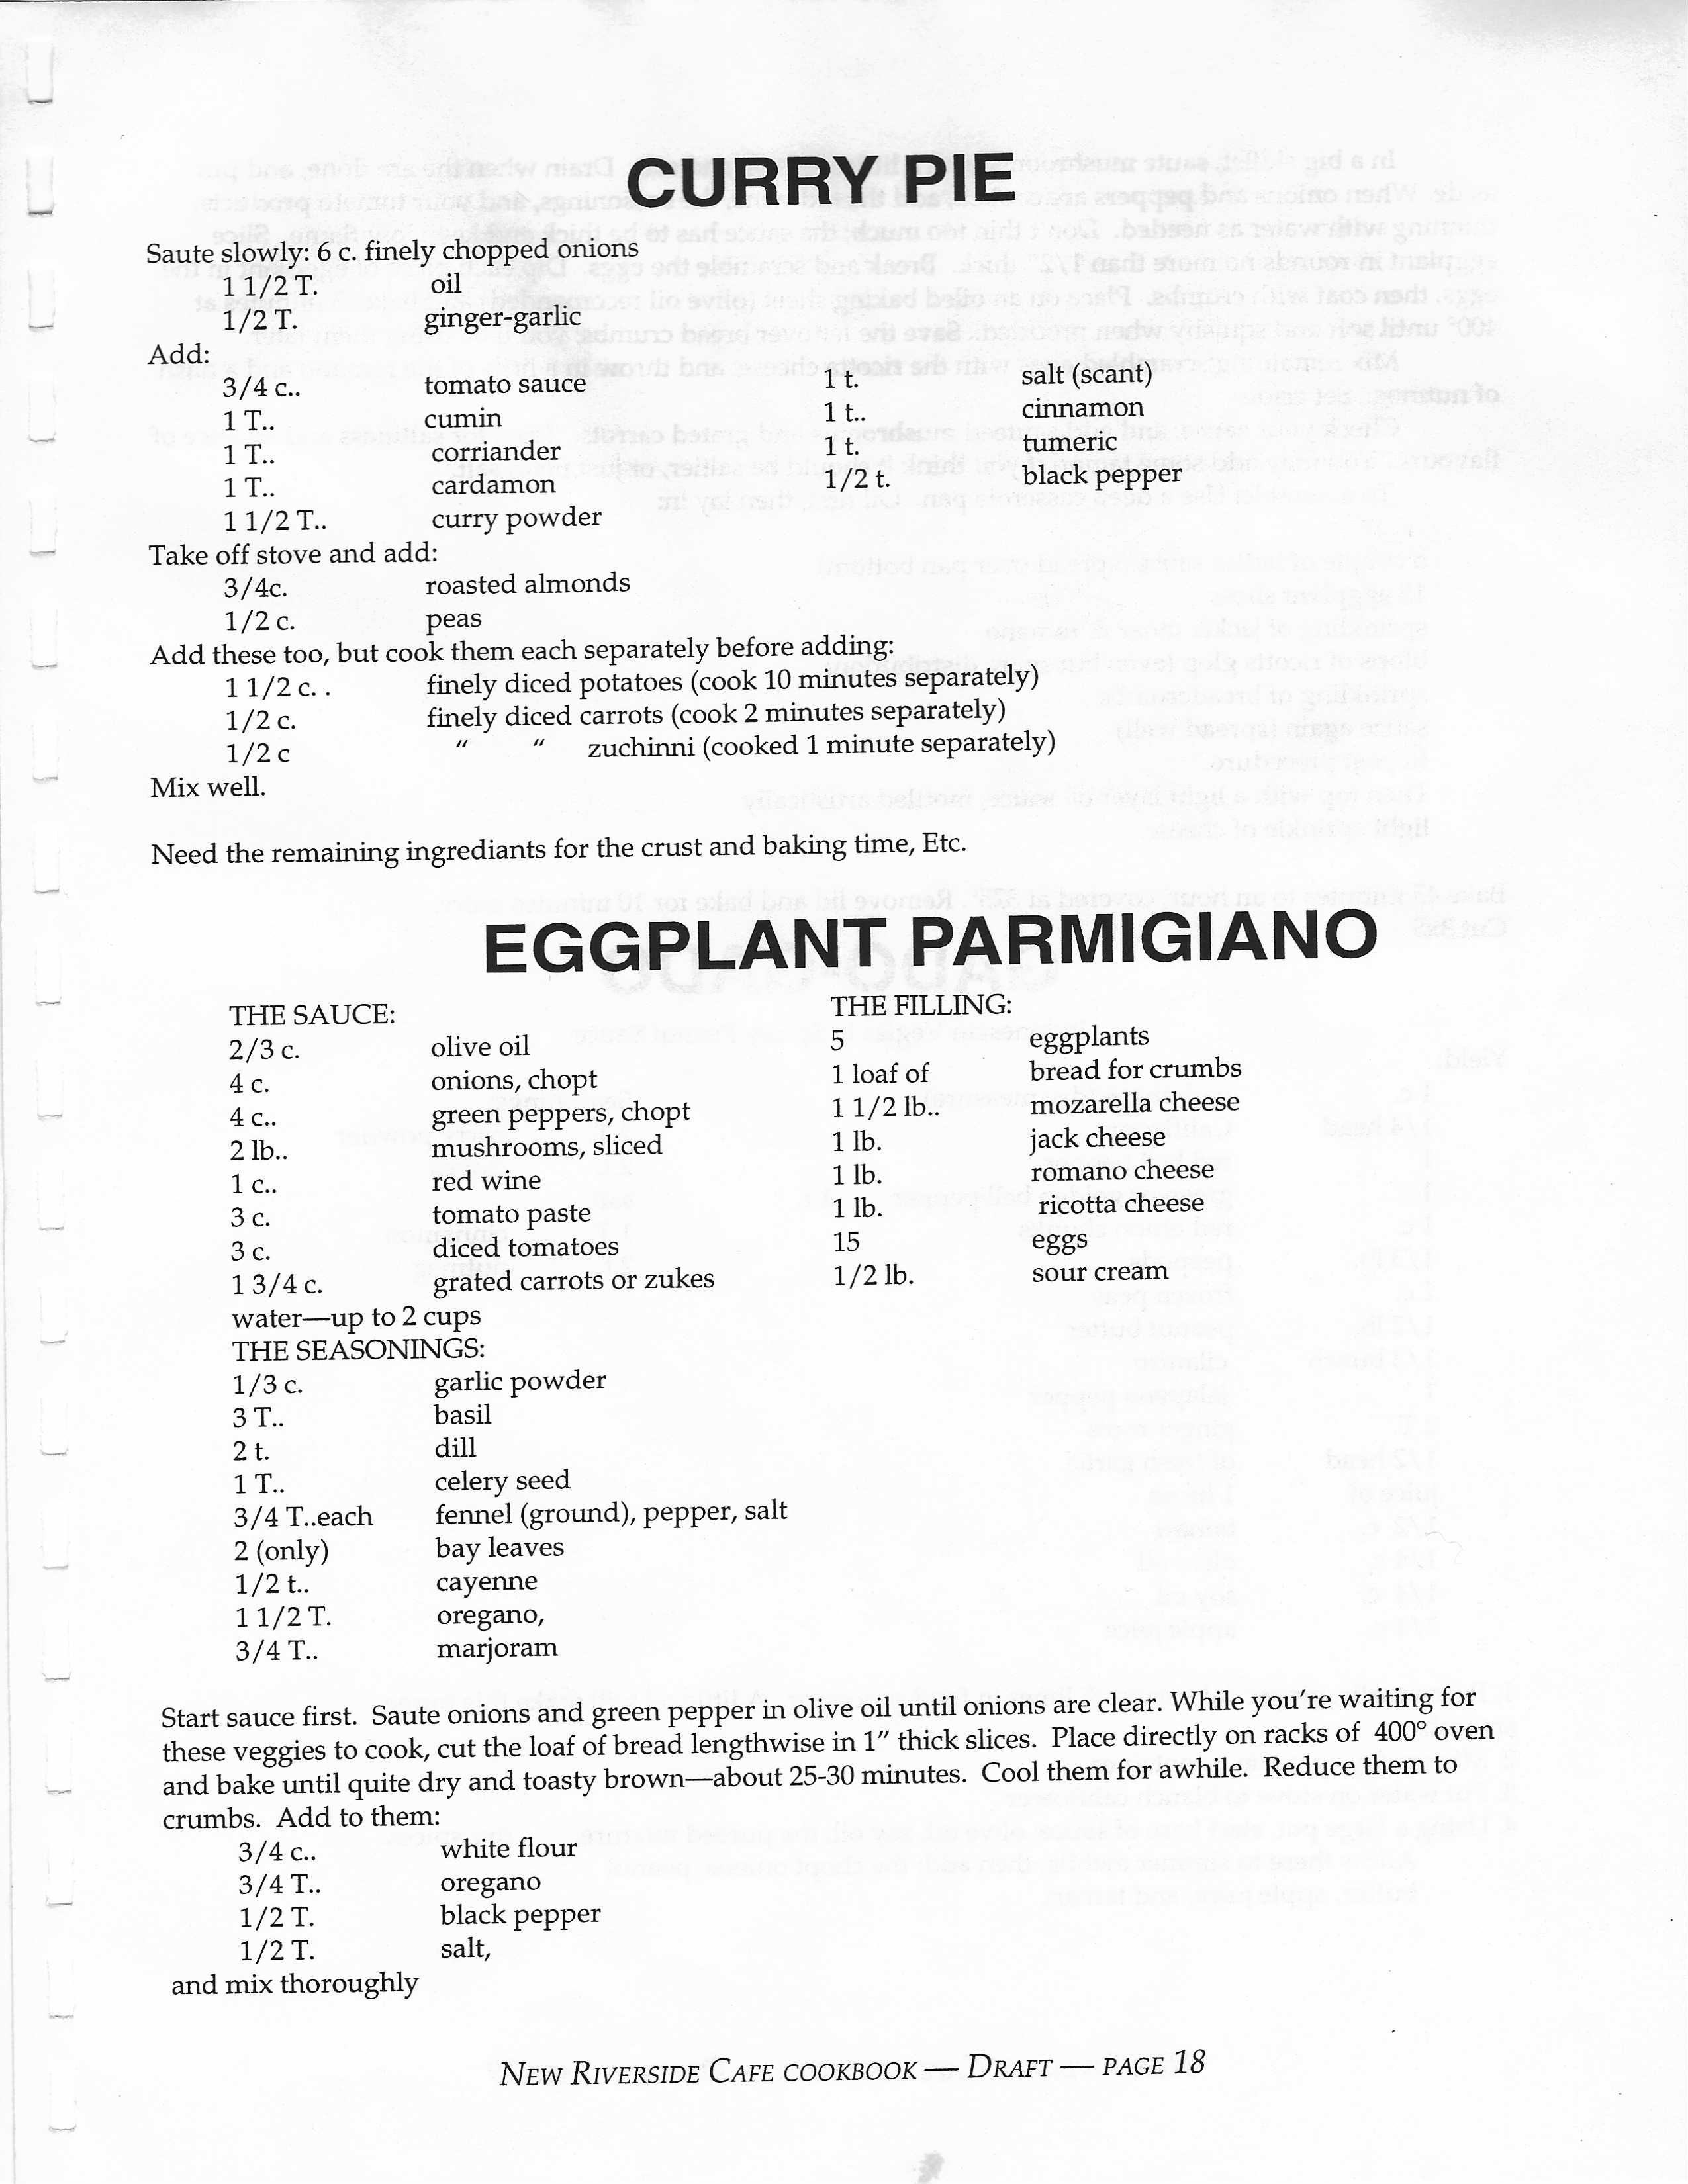 CURRY PIE
Saute slowly: 6 c. finely chopped onions
1 1/2 T. oil
1/2 T. ginger-garlic
Add:
3/4 c.. tomato sauce
1 T.. cumin
1 T.. corriander
1 T.. cardamon
1 1/2 T.. curry powder
1 t. salt (scant)
1 t.. cinnamon
1 t. tumeric
1/2 t. black pepper
Take off stove and add:
3/4c. roasted almonds
1/2 c. peas
Add these too, but cook them each separately before adding:
1 1/2 c. . finely diced potatoes (cook 10 minutes separately)
1/2 c. finely diced carrots (cook 2 minutes separately)
1/2 c “ “ zuchinni (cooked 1 minute separately)
Mix well.
Need the remaining ingrediants for the crust and baking time, Etc.
EGGPLANT PARMIGIANO
THE SAUCE:
2/3 c. olive oil
4 c. onions, chopt
4 c.. green peppers, chopt
2 lb.. mushrooms, sliced
1 c.. red wine
3 c. tomato paste
3 c. diced tomatoes
1 3/4 c. grated carrots or zukes
water—up to 2 cups
THE SEASONINGS:
1/3 c. garlic powder
3 T.. basil
2 t. dill
1 T.. celery seed
3/4 T..each fennel (ground), pepper, salt
2 (only) bay leaves
1/2 t.. cayenne
1 1/2 T. oregano,
3/4 T.. marjoram
THE FILLING:
5 eggplants
1 loaf of bread for crumbs
1 1/2 lb.. mozarella cheese
1 lb. jack cheese
1 lb. romano cheese
1 lb. ricotta cheese
15 eggs
1/2 lb. sour cream
Start sauce first. Saute onions and green pepper in olive oil until onions are clear. While you’re waiting for
these veggies to cook, cut the loaf of bread lengthwise in 1” thick slices. Place directly on racks of 400° oven
and bake until quite dry and toasty brown—about 25-30 minutes. Cool them for awhile. Reduce them to
crumbs. Add to them:
3/4 c.. white flour
3/4 T.. oregano
1/2 T. black pepper
1/2 T. salt,
and mix thoroughly
NEW RIVERSIDE CAFE COOKBOOK — DRAFT — PAGE 18